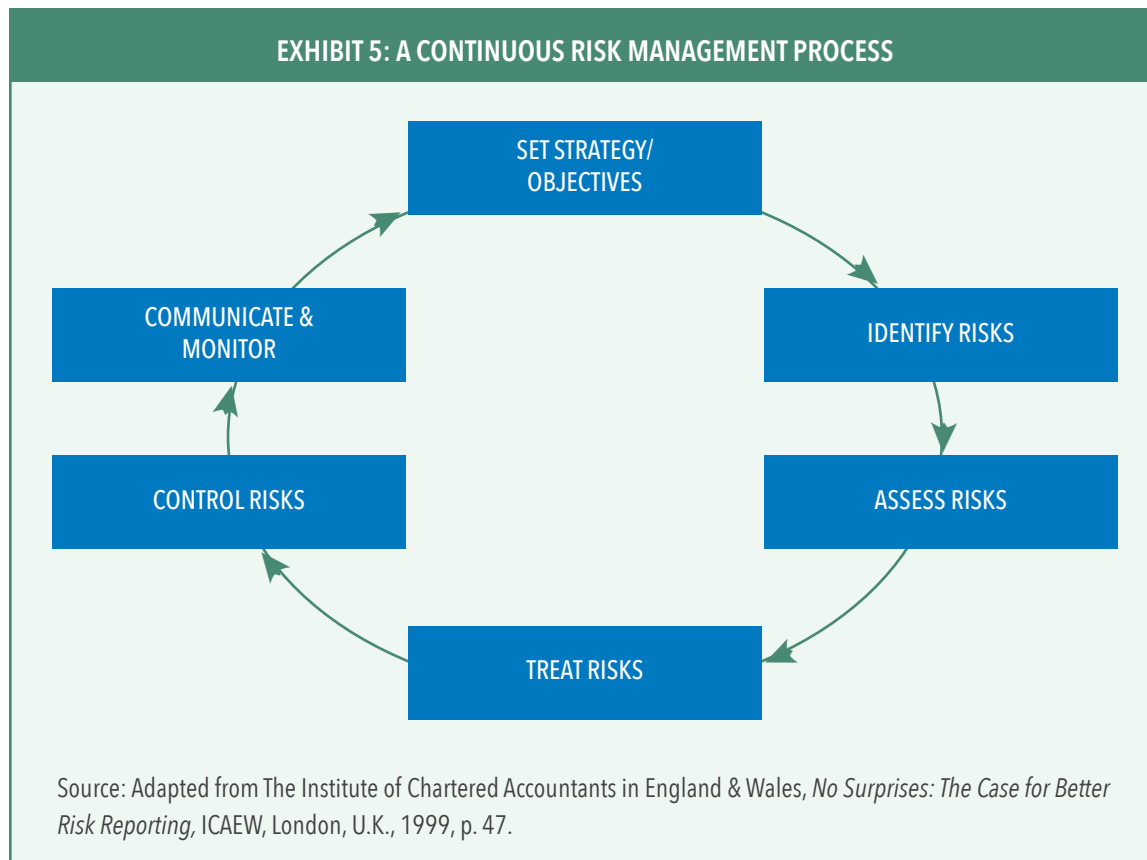 EXHIBIT 5: A CONTINUOUS RISK MANAGEMENT PROCESS
SET STRATEGY/
OBJECTIVES
IDENTIFY RISKS
ASSESS RISKS
TREAT RISKS
CONTROL RISKS
COMMUNICATE &
MONITOR
Source: Adapted from The Institute of Chartered Accountants in England & Wales, No Surprises: The Case for Better
Risk Reporting, ICAEW, London, U.K., 1999, p. 47.